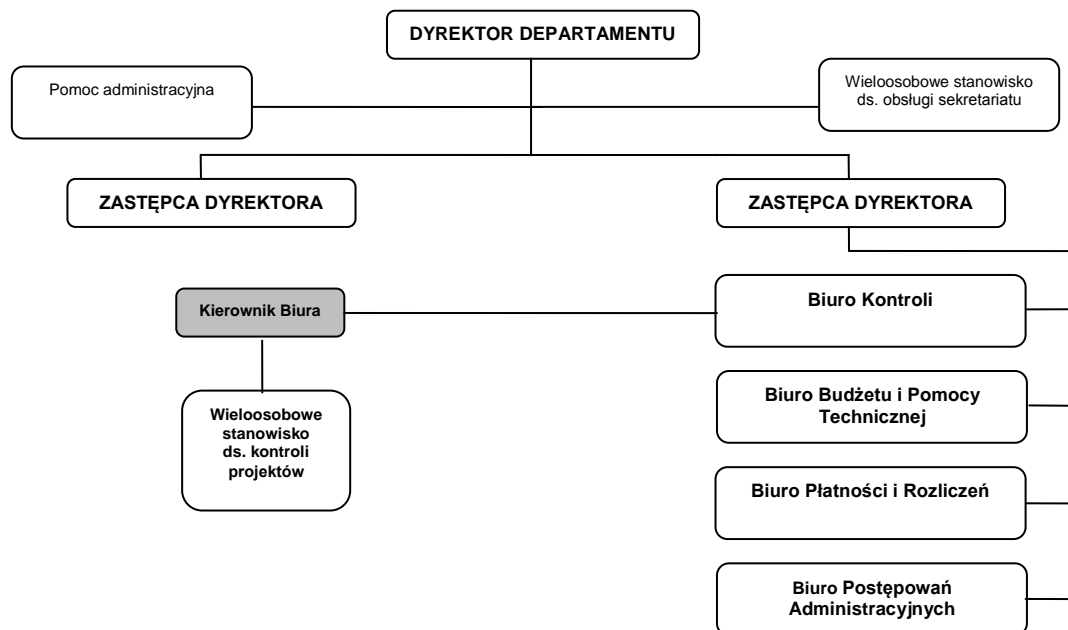 DYREKTOR DEPARTAMENTU
Pomoc administracyjna
Wieloosobowe stanowisko
ds. obsługi sekretariatu
ZASTĘPCA DYREKTORA
ZASTĘPCA DYREKTORA
Kierownik Biura
Biuro Kontroli
Wieloosobowe
stanowisko
ds. kontroli
projektów
Biuro Budżetu i Pomocy
Technicznej
Biuro Płatności i Rozliczeń
Biuro Postępowań
Administracyjnych